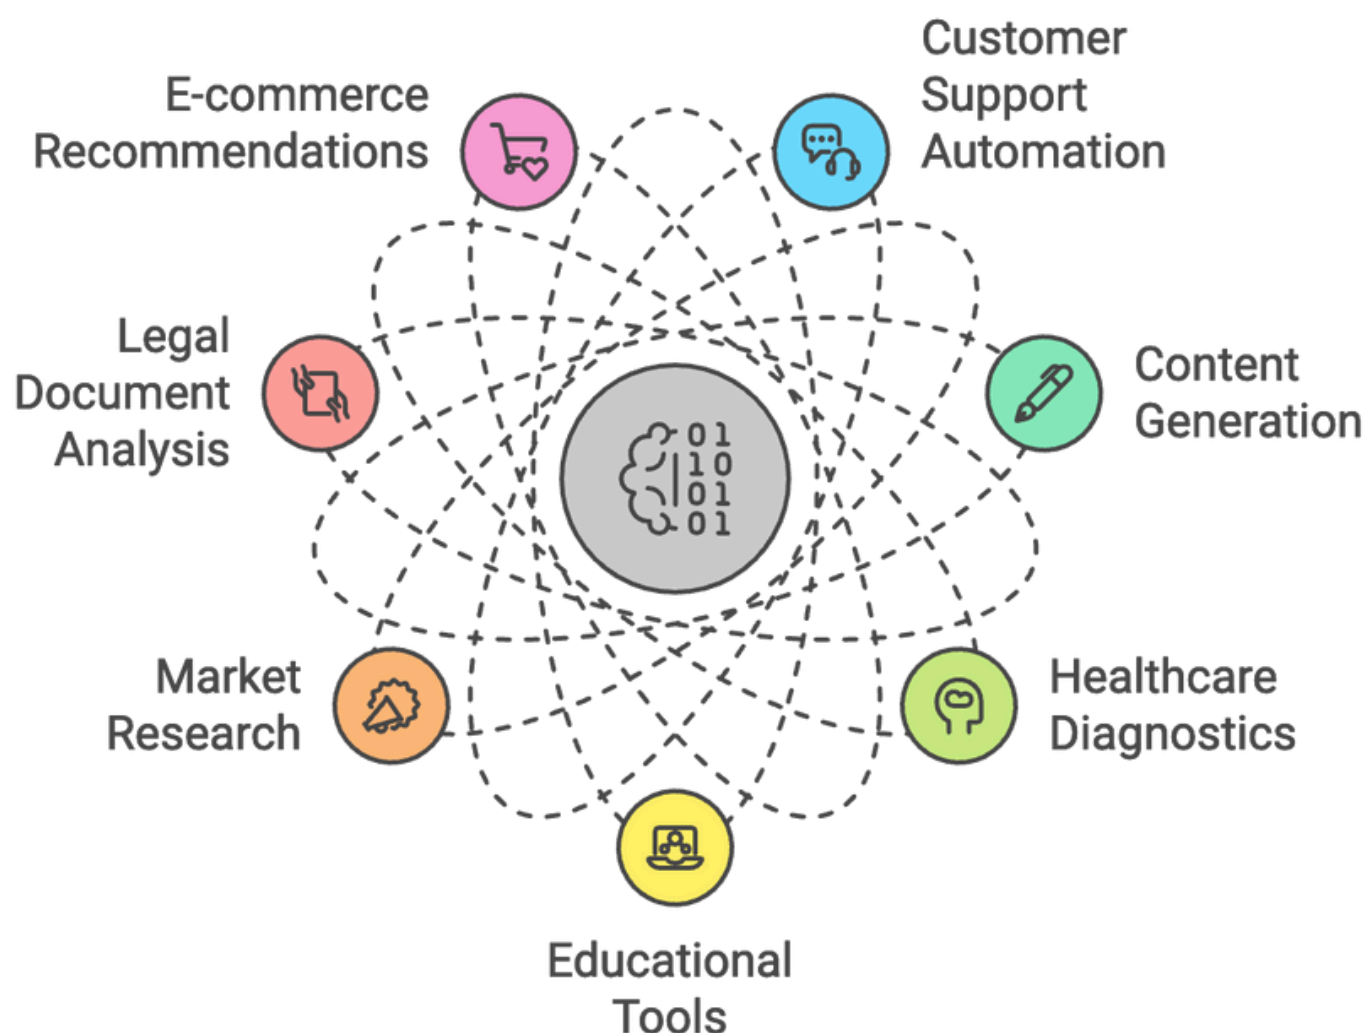 Customer
Support
Automation
E-commerce
Recommendations
Legal
Document
Analysis
Content
Generation
01
10
01
01
Market
Research
Healthcare
Diagnostics
Educational
Tools